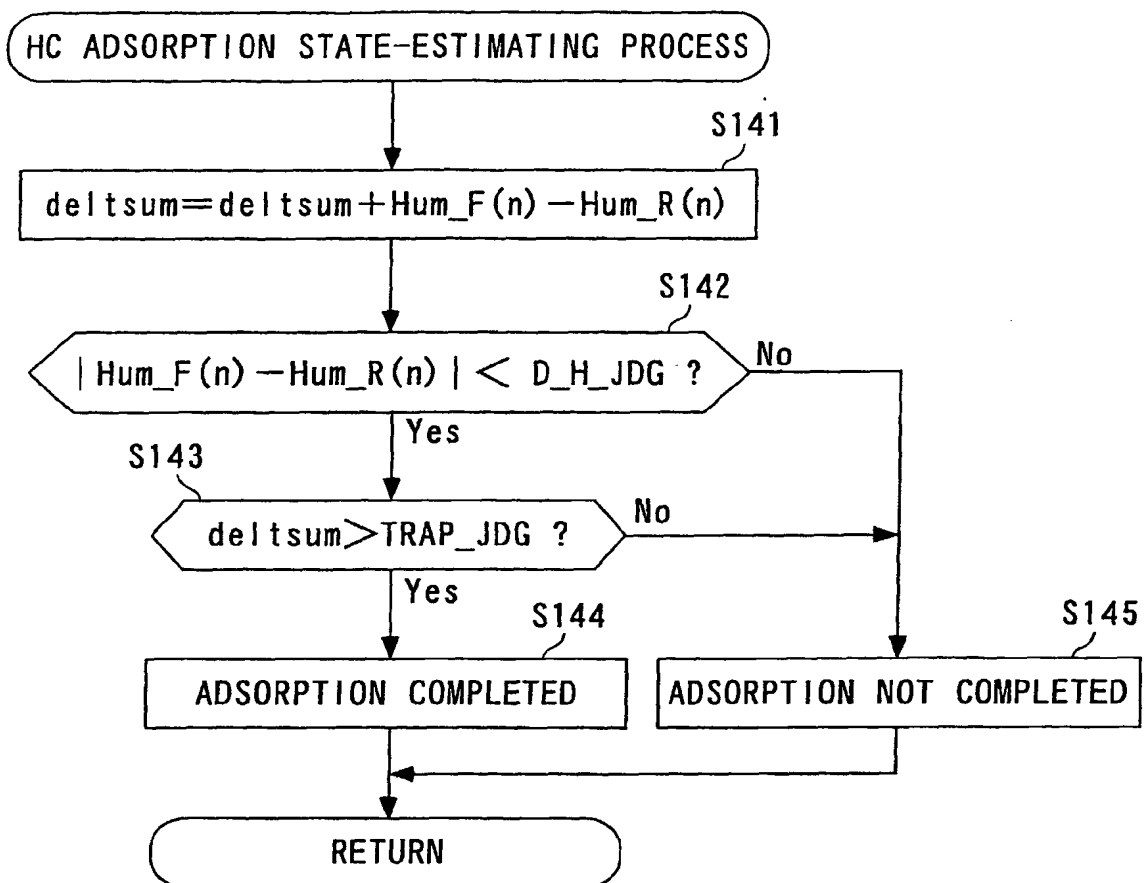 HC ADSORPTION STATE-ESTIMATING PROCESS
S141
deltsum=deltsum+Hum_F(n)-Hum_R(n)
S142
|Hum_F(n)-Hum_R(n)| < D_H_JDG ?
No
Yes
S143
deltsum>TRAP_JDG ?
No
Yes
S144
ADSORPTION COMPLETED
S145
ADSORPTION NOT COMPLETED
RETURN